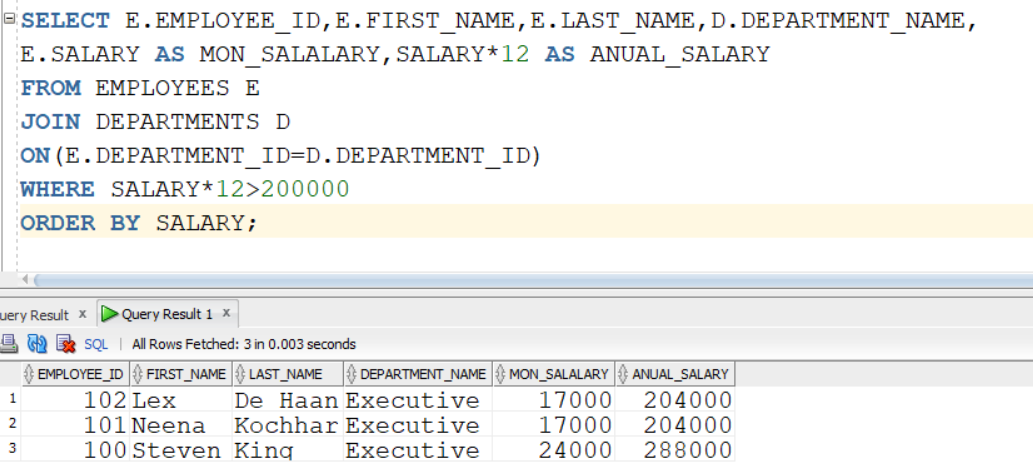 SELECT E.EMPLOYEE_ID,E.FIRST_NAME,E.LAST_NAME,D.DEPARTMENT_NAME,
E.SALARY AS MON_SALALARY,SALARY*12 AS ANUAL_SALARY
FROM EMPLOYEES E
JOIN DEPARTMENTS D
ON(E.DEPARTMENT_ID=D.DEPARTMENT_ID)
WHERE SALARY*12>200000
ORDER BY SALARY;
uery Result x Query Result 1 x
SQL | All Rows Fetched: 3 in 0.003 seconds
EMPLOYEE_ID FIRST_NAME LAST_NAME DEPARTMENT_NAME MON_SALALARY ANUAL_SALARY
1 102 Lex De Haan Executive 17000 204000
2 101 Neena Kochhar Executive 17000 204000
3 100 Steven King Executive 24000 288000